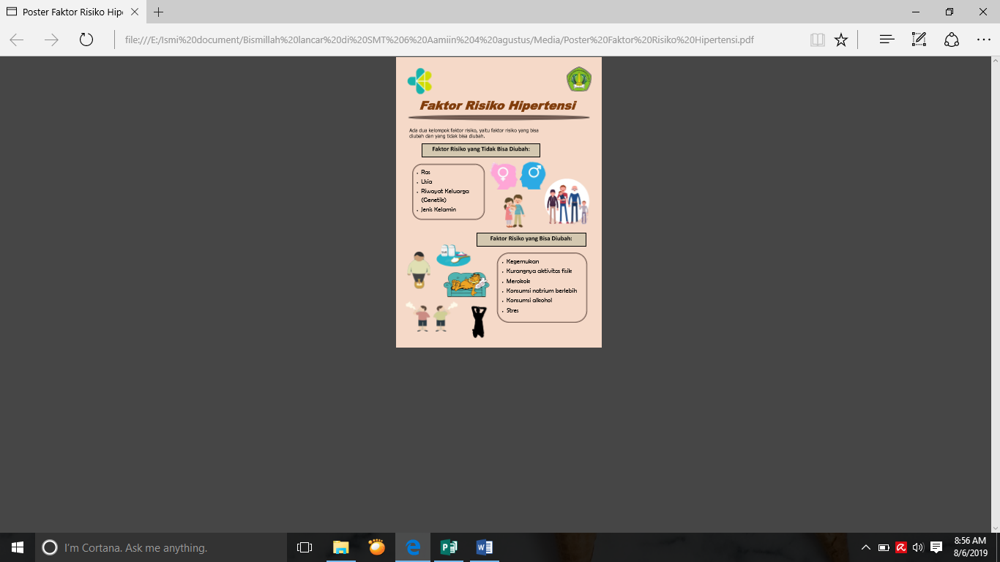 Poster Faktor Risiko Hip
file:///E:/Ismi%20document/Bismillah%20lancar%20di%20SMT%206%20Aamiin%204%20agustus/Media/Poster%20Faktor%20Risiko%20Hipertensi.pdf
Faktor Risiko Hipertensi
Ada dua kelompok faktor risiko, yaitu faktor risiko yang bisa
diubah dan yang tidak bisa diubah.
Faktor Risiko yang Tidak Bisa Diubah:
• Ras
• Usia
• Riwayat Keluarga
(Genetik)
• Jenis Kelamin
Faktor Risiko yang Bisa Diubah:
• Kegemukan
• Kurangnya aktivitas fisik
• Merokok
• Konsumsi natrium berlebih
• Konsumsi alkohol
• Stres
I'm Cortana. Ask me anything.
8:56 AM
8/6/2019